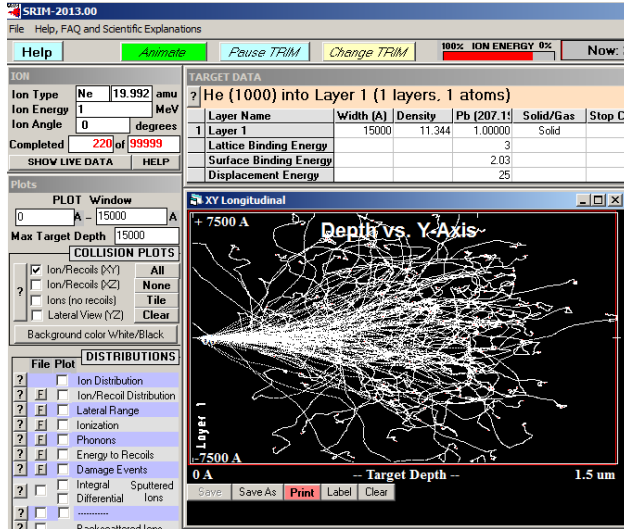 SRIM-2013.00
File Help, FAQ and Scientific Explanations
Help Animate Pause TRIM Change TRIM 100% ION ENERGY 0% Now:
ION
Ion Type Ne 19.992 amu
Ion Energy 1 MeV
Ion Angle 0 degrees
Completed 220 of 99999
SHOW LIVE DATA HELP
TARGET DATA
? He (1000) into Layer 1 (1 layers, 1 atoms)
Layer Name Width (A) Density Pb (207.1 Solid/Gas Stop C
1 Layer 1 15000 11.344 1.00000 Solid
Lattice Binding Energy 3
Surface Binding Energy 2.03
Displacement Energy 25
Plots
PLOT Window
0 A - 15000 A
Max Target Depth 15000
COLLISION PLOTS
? Ion/Recoils (XY) All
Ion/Recoils (XZ) None
Ions (no recoils) Tile
Lateral View (YZ) Clear
Background color White/Black
File Plot DISTRIBUTIONS
? Ion Distribution
? F Ion/Recoil Distribution
? F Lateral Range
? F Ionization
? F Phonons
? F Energy to Recoils
? F Damage Events
? Integral Sputtered
Differential Ions
? ----------
? Backscattered Ions
XY Longitudinal
+ 7500 A
Depth vs. Y-Axis
Layer 1
-7500 A
0 A -- Target Depth -- 1.5 um
Save Save As Print Label Clear